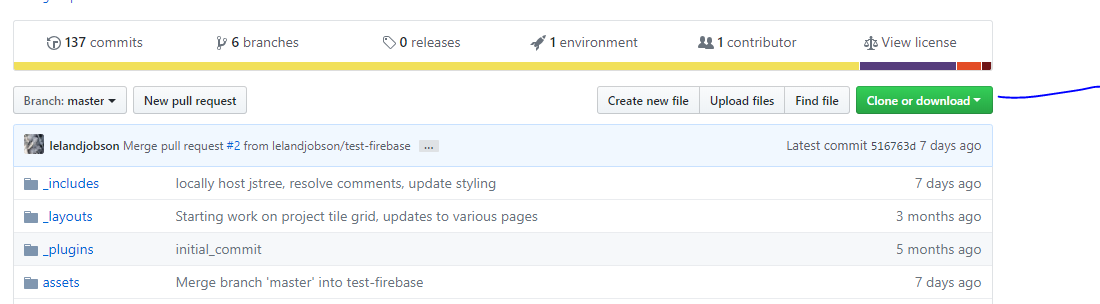 137 commits 6 branches 0 releases 1 environment 1 contributor View license
Branch: master New pull request Create new file Upload files Find file Clone or download
lelandjobson Merge pull request #2 from lelandjobson/test-firebase ... Latest commit 516763d 7 days ago
_includes locally host jstree, resolve comments, update styling 7 days ago
_layouts Starting work on project tile grid, updates to various pages 3 months ago
_plugins initial_commit 5 months ago
assets Merge branch 'master' into test-firebase 7 days ago